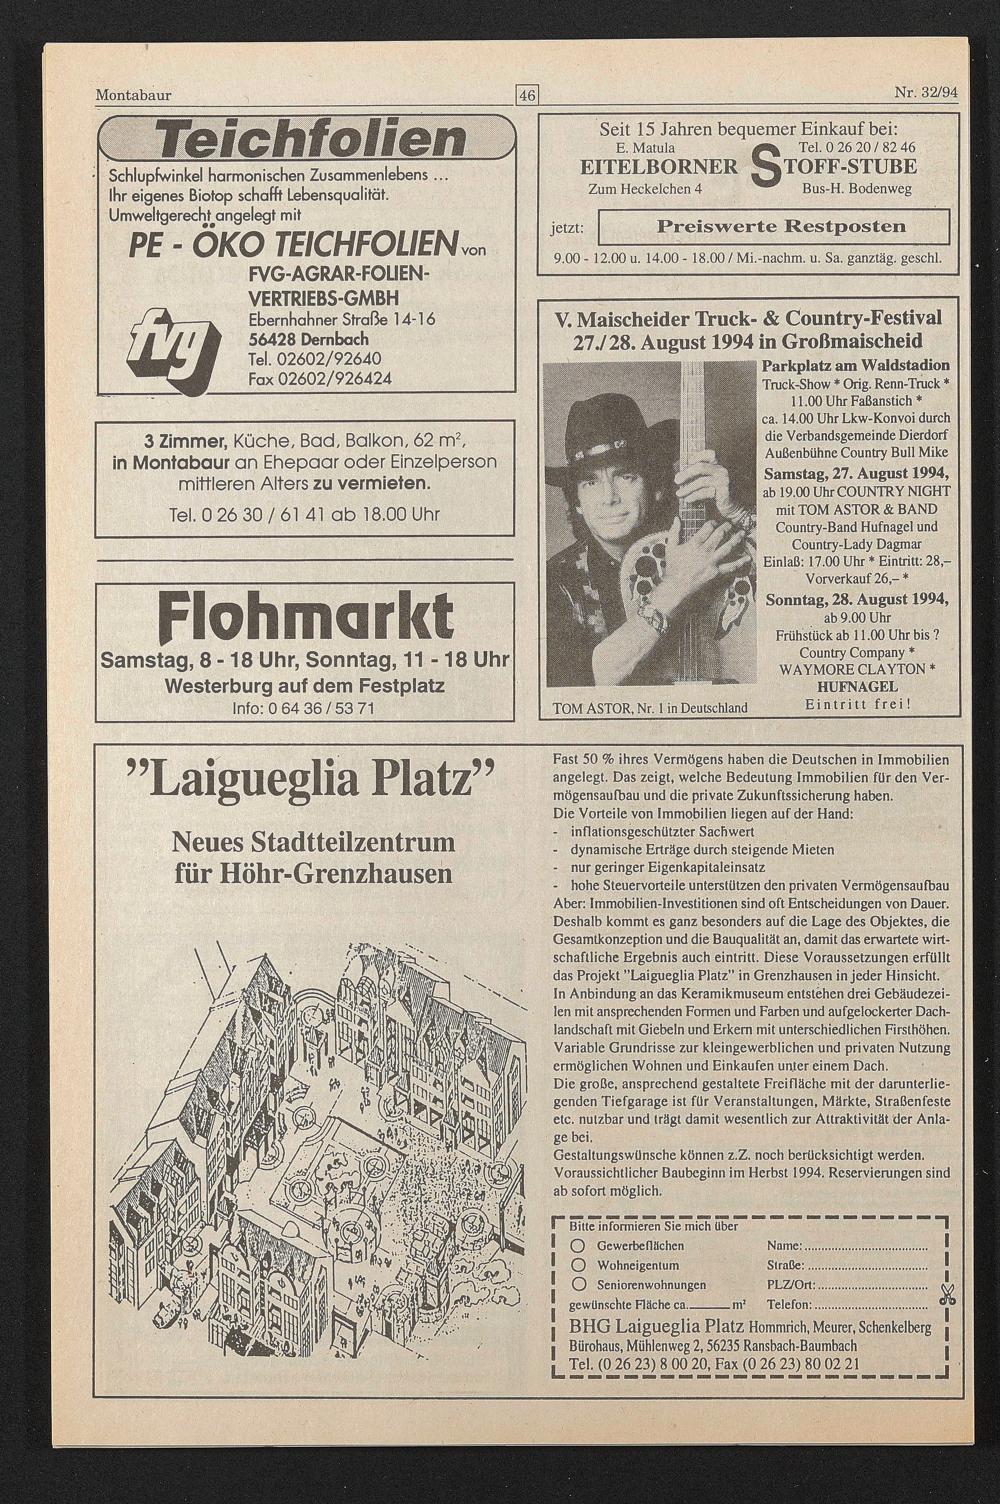 Montabaur
46
Nr. 32/94
Teichfolien
Schlupfwinkel harmonischen Zusammenlebens ...
Ihr eigenes Biotop schafft Lebensqualität.
Umweltgerecht angelegt mit
PE - ÖKO TEICHFOLIEN von
FVG-AGRAR-FOLIEN-
VERTRIEBS-GMBH
Ebernhahner Straße 14-16
56428 Dernbach
Tel. 02602/92640
Fax 02602/926424
fvg
3 Zimmer, Küche, Bad, Balkon, 62 m²,
in Montabaur an Ehepaar oder Einzelperson
mittleren Alters zu vermieten.
Tel. 0 26 30 / 61 41 ab 18.00 Uhr
Flohmarkt
Samstag, 8 - 18 Uhr, Sonntag, 11 - 18 Uhr
Westerburg auf dem Festplatz
Info: 0 64 36 / 53 71
Seit 15 Jahren bequemer Einkauf bei:
E. Matula Tel. 0 26 20 / 82 46
EITELBORNER STOFF-STUBE
Zum Heckelchen 4 Bus-H. Bodenweg
jetzt: Preiswerte Restposten
9.00 - 12.00 u. 14.00 - 18.00 / Mi.-nachm. u. Sa. ganztäg. geschl.
V. Maischeider Truck- & Country-Festival
27./28. August 1994 in Großmaischeid
Parkplatz am Waldstadion
Truck-Show * Orig. Renn-Truck *
11.00 Uhr Faßanstich *
ca. 14.00 Uhr Lkw-Konvoi durch
die Verbandsgemeinde Dierdorf
Außenbühne Country Bull Mike
Samstag, 27. August 1994,
ab 19.00 Uhr COUNTRY NIGHT
mit TOM ASTOR & BAND
Country-Band Hufnagel und
Country-Lady Dagmar
Einlaß: 17.00 Uhr * Eintritt: 28,–
Vorverkauf 26,– *
Sonntag, 28. August 1994,
ab 9.00 Uhr
Frühstück ab 11.00 Uhr bis ?
Country Company *
WAYMORE CLAYTON *
HUFNAGEL
Eintritt frei!
TOM ASTOR, Nr. 1 in Deutschland
"Laigueglia Platz"
Neues Stadtteilzentrum
für Höhr-Grenzhausen
Fast 50 % ihres Vermögens haben die Deutschen in Immobilien
angelegt. Das zeigt, welche Bedeutung Immobilien für den Ver-
mögensaufbau und die private Zukunftssicherung haben.
Die Vorteile von Immobilien liegen auf der Hand:
- inflationsgeschützter Sachwert
- dynamische Erträge durch steigende Mieten
- nur geringer Eigenkapitaleinsatz
- hohe Steuervorteile unterstützen den privaten Vermögensaufbau
Aber: Immobilien-Investitionen sind oft Entscheidungen von Dauer.
Deshalb kommt es ganz besonders auf die Lage des Objektes, die
Gesamtkonzeption und die Bauqualität an, damit das erwartete wirt-
schaftliche Ergebnis auch eintritt. Diese Voraussetzungen erfüllt
das Projekt "Laigueglia Platz" in Grenzhausen in jeder Hinsicht.
In Anbindung an das Keramikmuseum entstehen drei Gebäudezei-
len mit ansprechenden Formen und Farben und aufgelockerter Dach-
landschaft mit Giebeln und Erkern mit unterschiedlichen Firsthöhen.
Variable Grundrisse zur kleingewerblichen und privaten Nutzung
ermöglichen Wohnen und Einkaufen unter einem Dach.
Die große, ansprechend gestaltete Freifläche mit der darunterlie-
genden Tiefgarage ist für Veranstaltungen, Märkte, Straßenfeste
etc. nutzbar und trägt damit wesentlich zur Attraktivität der Anla-
ge bei.
Gestaltungswünsche können z.Z. noch berücksichtigt werden.
Voraussichtlicher Baubeginn im Herbst 1994. Reservierungen sind
ab sofort möglich.
Bitte informieren Sie mich über
Gewerbeflächen Name:
Wohneigentum Straße:
Seniorenwohnungen PLZ/Ort:
gewünschte Fläche ca. m² Telefon:
BHG Laigueglia Platz Hommrich, Meurer, Schenkelberg
Bürohaus, Mühlenweg 2, 56235 Ransbach-Baumbach
Tel. (0 26 23) 8 00 20, Fax (0 26 23) 80 02 21